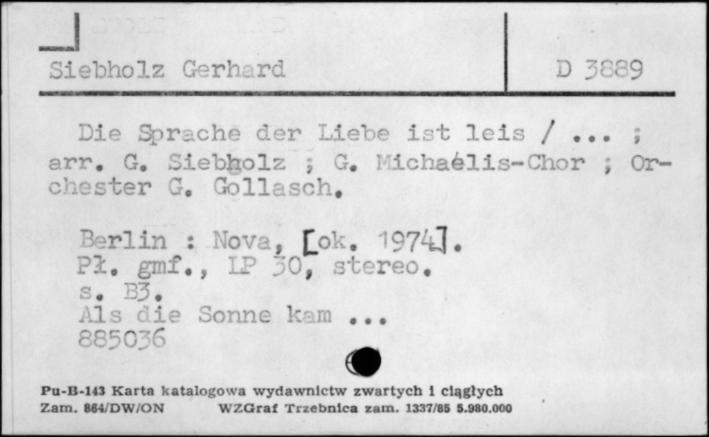 Siebholz Gerhard D 3889
Die Sprache der Liebe ist leis / ... ;
arr. G. Siebholz ; G. Michaélis-Chor ; Or-
chester G. Gollasch.
Berlin : Nova, [ok. 1974].
Pł. gmf., LP 30, stereo.
s. B3.
Als die Sonne kam ...
885036
Pu-B-143 Karta katalogowa wydawnictw zwartych i ciągłych
Zam. 864/DW/ON WZGraf Trzebnica zam. 1337/85 5.980.000